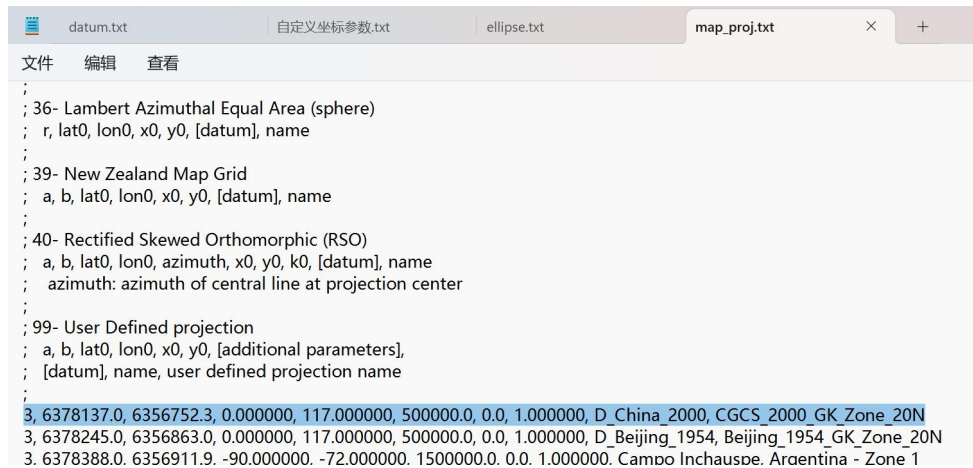 datum.txt 自定义坐标参数.txt ellipse.txt map_proj.txt × +
文件 编辑 查看
;
; 36- Lambert Azimuthal Equal Area (sphere)
;   r, lat0, lon0, x0, y0, [datum], name
;
; 39- New Zealand Map Grid
;   a, b, lat0, lon0, x0, y0, [datum], name
;
; 40- Rectified Skewed Orthomorphic (RSO)
;   a, b, lat0, lon0, azimuth, x0, y0, k0, [datum], name
;    azimuth: azimuth of central line at projection center
;
; 99- User Defined projection
;   a, b, lat0, lon0, x0, y0, [additional parameters],
;   [datum], name, user defined projection name
;
3, 6378137.0, 6356752.3, 0.000000, 117.000000, 500000.0, 0.0, 1.000000, D_China_2000, CGCS_2000_GK_Zone_20N
3, 6378245.0, 6356863.0, 0.000000, 117.000000, 500000.0, 0.0, 1.000000, D_Beijing_1954, Beijing_1954_GK_Zone_20N
3, 6378388.0, 6356911.9, -90.000000, -72.000000, 1500000.0, 0.0, 1.000000, Campo Inchauspe, Argentina - Zone 1